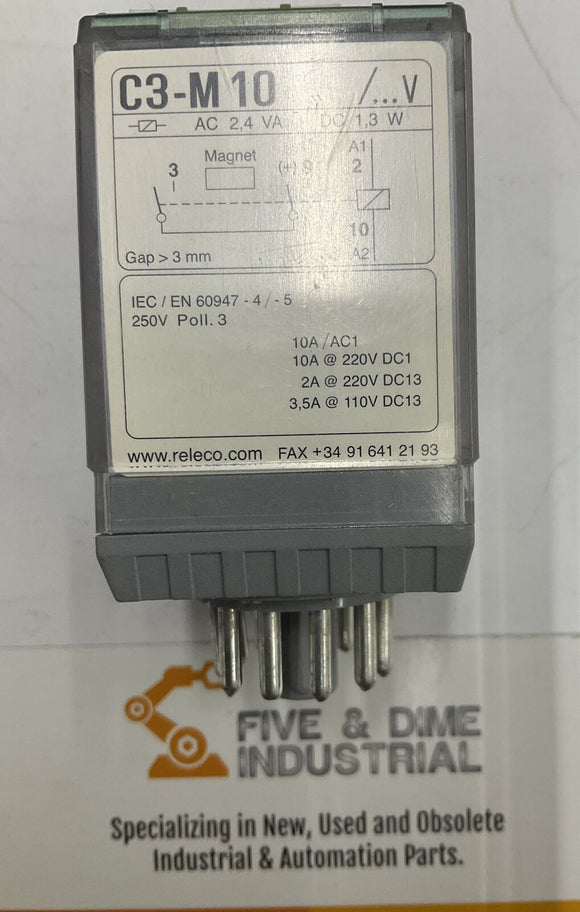 C3-M10 /...V
AC 2,4 VA DC 1,3 W
A1
Magnet
3 (+) 9 2
10
Gap > 3 mm A2
IEC / EN 60947 - 4 / - 5
250V Poll. 3
10A / AC1
10A @ 220V DC1
2A @ 220V DC13
3,5A @ 110V DC13
www.releco.com FAX +34 91 641 21 93
FIVE & DIME
INDUSTRIAL
Specializing in New, Used and Obsolete
Industrial & Automation Parts.